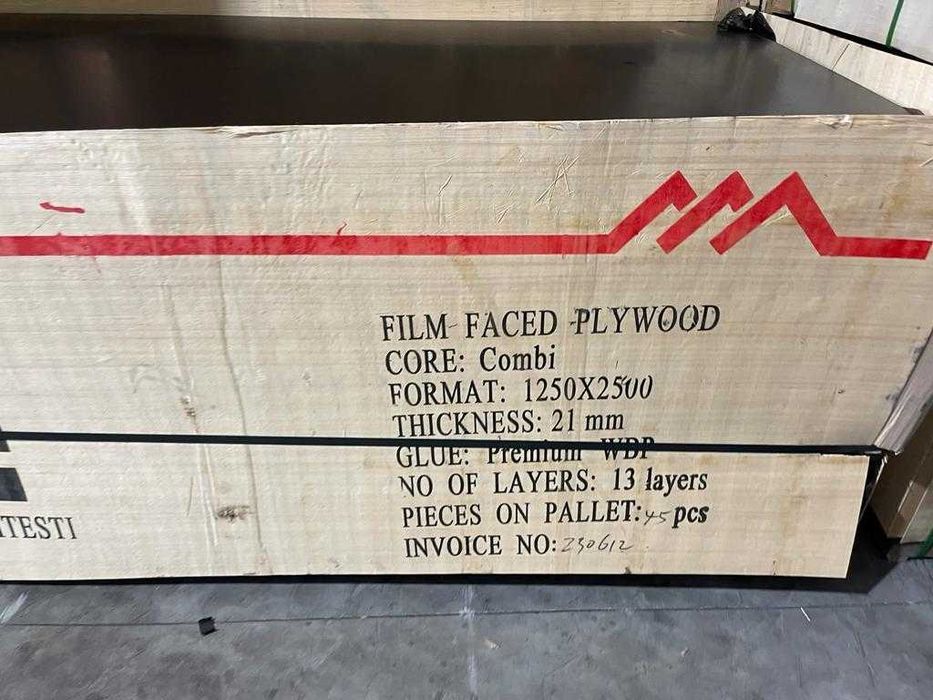 FILM FACED PLYWOOD
CORE: Combi
FORMAT: 1250X2500
THICKNESS: 21 mm
GLUE: Premium WBP
NO OF LAYERS: 13 layers
PIECES ON PALLET: 45 pcs
INVOICE NO: 230612
ITESTI